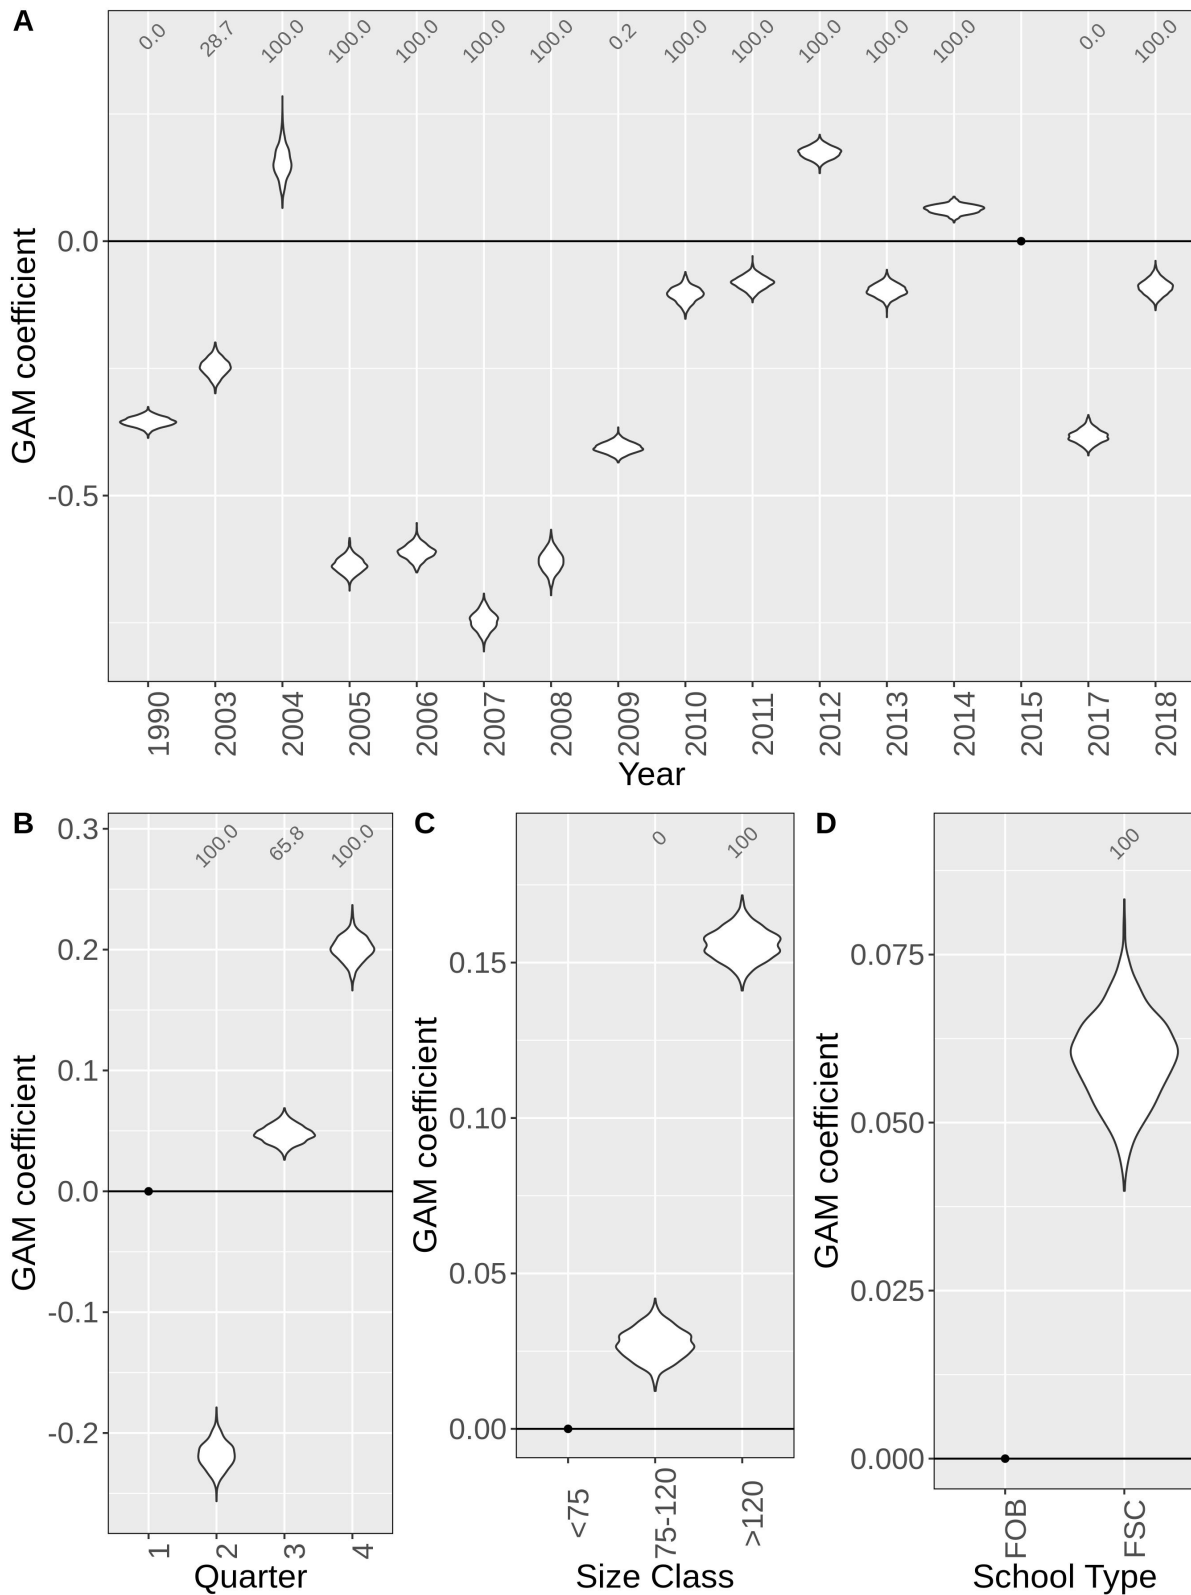 A
0.0 28.7 100.0 100.0 100.0 100.0 100.0 0.2 100.0 100.0 100.0 100.0 100.0 0.0 100.0
GAM coefficient
0.0
-0.5
1990 2003 2004 2005 2006 2007 2008 2009 2010 2011 2012 2013 2014 2015 2017 2018
Year
B
100.0 65.8 100.0
GAM coefficient
0.3
0.2
0.1
0.0
-0.1
-0.2
1 2 3 4
Quarter
C
0 100
GAM coefficient
0.15
0.10
0.05
0.00
<75 75-120 >120
Size Class
D
100
GAM coefficient
0.075
0.050
0.025
0.000
FOB FSC
School Type